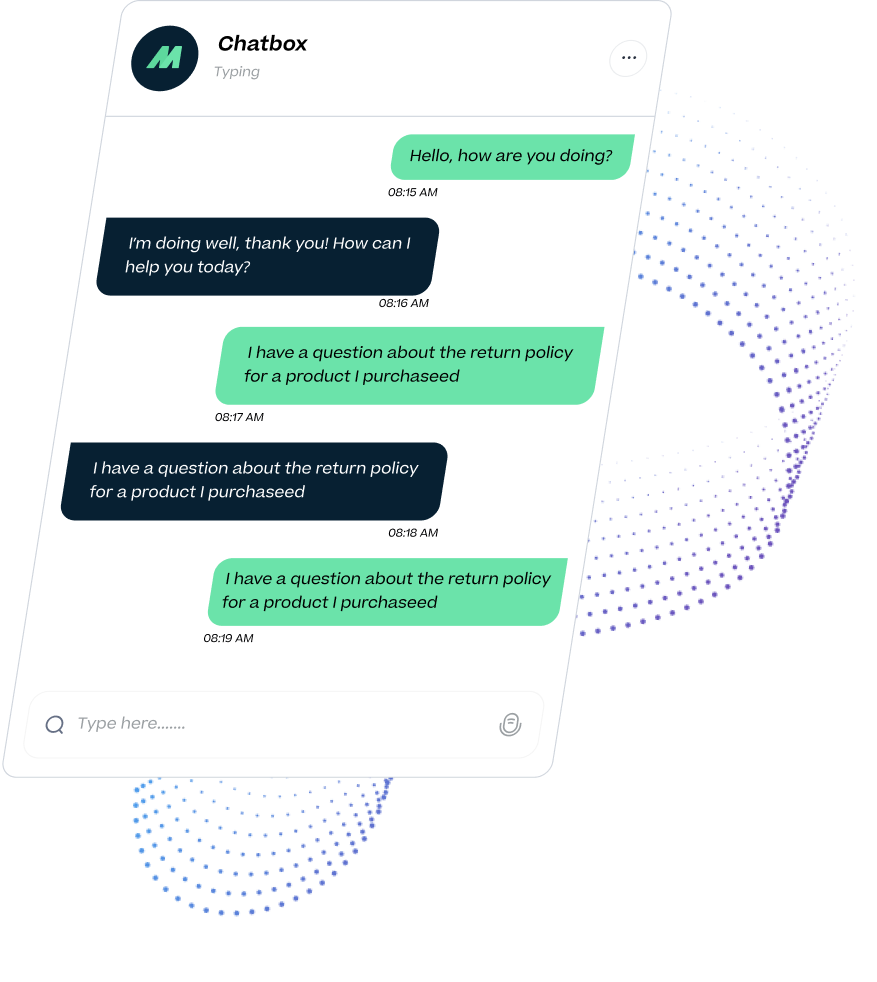 Chatbox
Typing
Hello, how are you doing?
08:15 AM
I'm doing well, thank you! How can I
help you today?
08:16 AM
I have a question about the return policy
for a product I purchaseed
08:17 AM
I have a question about the return policy
for a product I purchaseed
08:18 AM
I have a question about the return policy
for a product I purchaseed
08:19 AM
Type here.......